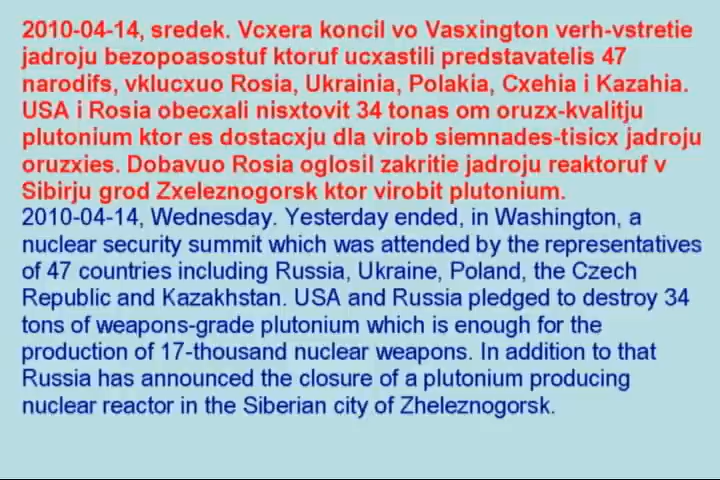 2010-04-14, sredek. Vcxera koncil vo Vasxington verh-vstretie
jadroju bezopoasostuf ktoruf ucxastili predstavatelis 47
narodifs, vklucxuo Rosia, Ukrainia, Polakia, Cxehia i Kazahia.
USA i Rosia obecxali nisxtovit 34 tonas om oruzx-kvalitju
plutonium ktor es dostacxju dla virob siemnades-tisicx jadroju
oruzxies. Dobavuo Rosia oglosil zakritie jadroju reaktoruf v
Sibirju grod Zxeleznogorsk ktor virobit plutonium.
2010-04-14, Wednesday. Yesterday ended, in Washington, a
nuclear security summit which was attended by the representatives
of 47 countries including Russia, Ukraine, Poland, the Czech
Republic and Kazakhstan. USA and Russia pledged to destroy 34
tons of weapons-grade plutonium which is enough for the
production of 17-thousand nuclear weapons. In addition to that
Russia has announced the closure of a plutonium producing
nuclear reactor in the Siberian city of Zheleznogorsk.